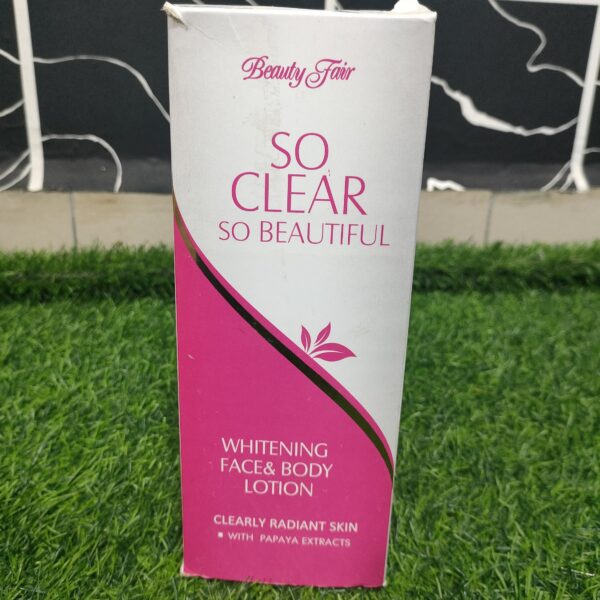 Beauty Fair
SO
CLEAR
SO BEAUTIFUL
WHITENING
FACE& BODY
LOTION
CLEARLY RADIANT SKIN
▪ WITH PAPAYA EXTRACTS